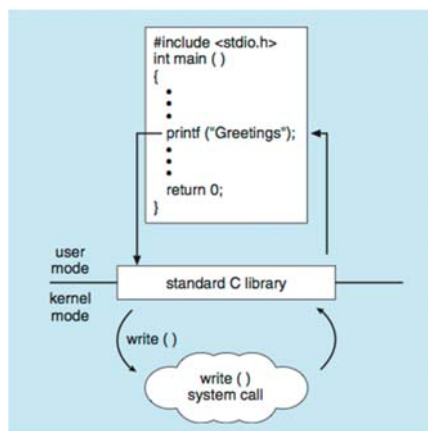 #include <stdio.h>
int main ( )
{
•
•
•
printf ("Greetings");
•
•
•
return 0;
}
user
mode
standard C library
kernel
mode
write ( )
write ( )
system call